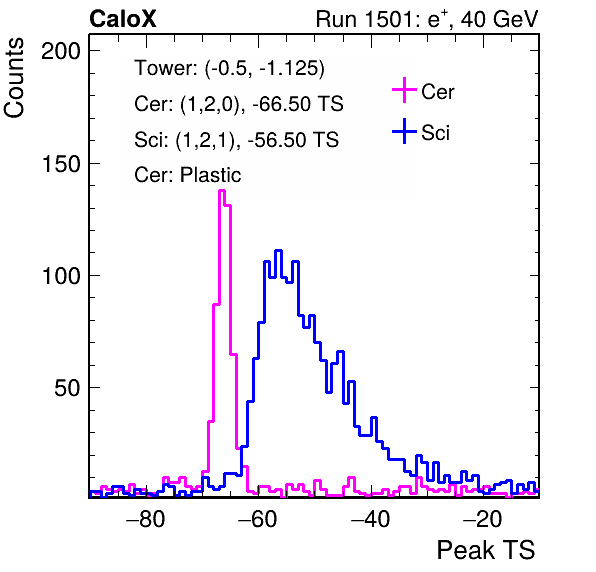 CaloX Run 1501: e⁺, 40 GeV
Counts
200
150
100
50
Tower: (-0.5, -1.125)
Cer: (1,2,0), -66.50 TS
Sci: (1,2,1), -56.50 TS
Cer: Plastic
Cer
Sci
−80 −60 −40 −20
Peak TS